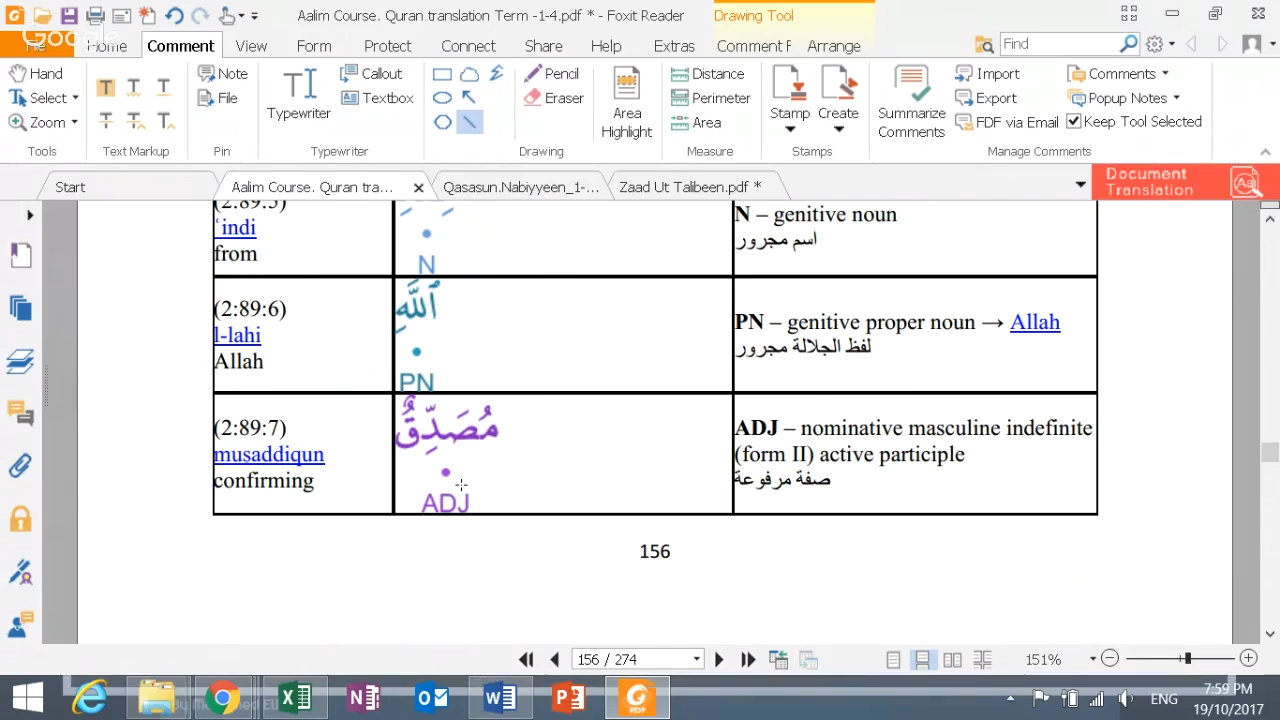 Aalim Course. Quran translation Term -1-4.pdf * - Foxit Reader
Drawing Tool
Google
Home
Comment
View
Form
Protect
Connect
Share
Help
Extras
Comment F
Arrange
Find
Hand
Select
Zoom
Tools
Text Markup
Note
File
Pin
Typewriter
Callout
Textbox
Typewriter
Pencil
Eraser
Area Highlight
Drawing
Distance
Perimeter
Area
Measure
Stamp
Create
Stamps
Summarize Comments
Import
Export
FDF via Email
Comments
Popup Notes
Keep Tool Selected
Manage Comments
Start
Aalim Course. Quran tra...
Qasasun.Nabiyyeen_1-...
Zaad Ut Talibeen.pdf *
Document Translation
(2:89:5)
ʿindi
from
N
N – genitive noun
اسم مجرور
(2:89:6)
l-lahi
Allah
ٱللَّهِ
PN
PN – genitive proper noun → Allah
لفظ الجلالة مجرور
(2:89:7)
muṣaddiqun
confirming
مُصَدِّقٌ
ADJ
ADJ – nominative masculine indefinite
(form II) active participle
صفة مرفوعة
156
156 / 274
151%
ENG
7:59 PM
19/10/2017